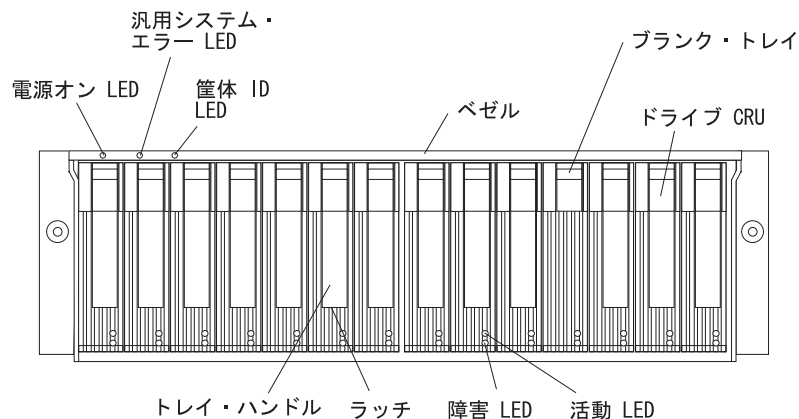 汎用システム・
エラー LED
電源オン LED
筐体 ID
LED
ベゼル
ブランク・トレイ
ドライブ CRU
トレイ・ハンドル
ラッチ
障害 LED
活動 LED